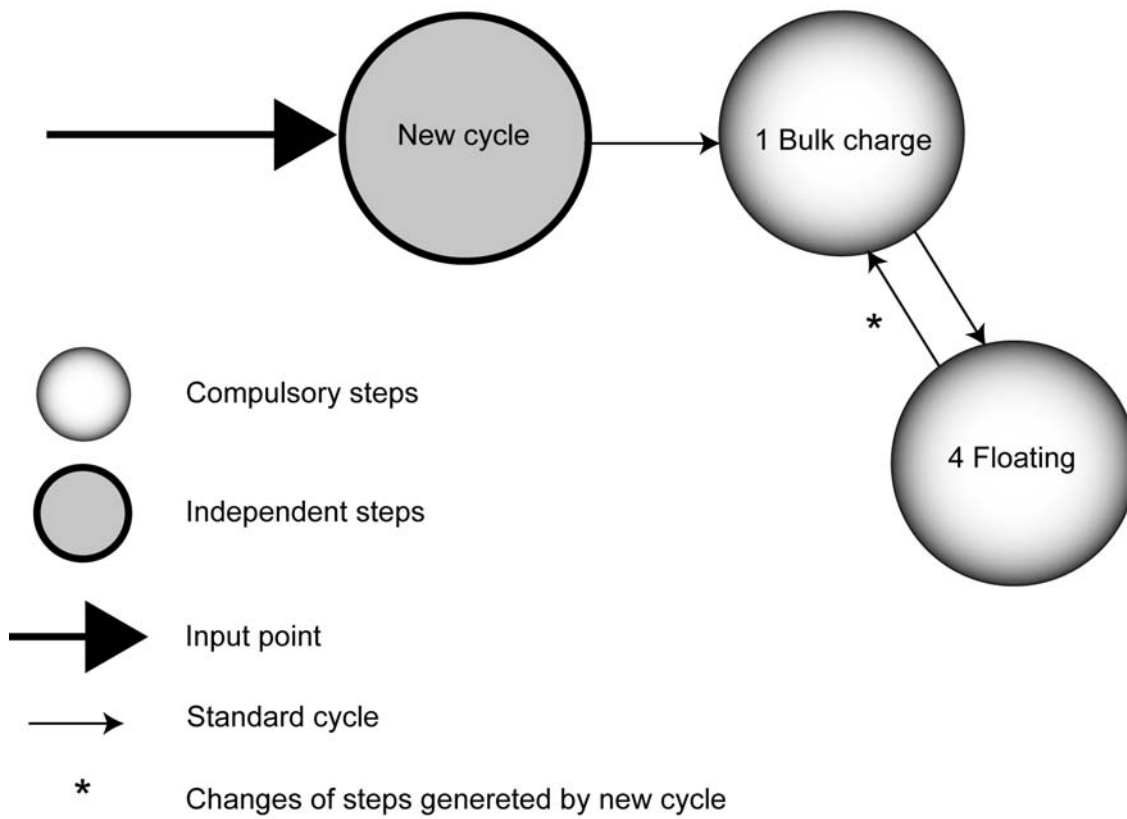 New cycle
1 Bulk charge
*
4 Floating
Compulsory steps
Independent steps
Input point
Standard cycle
* Changes of steps genereted by new cycle